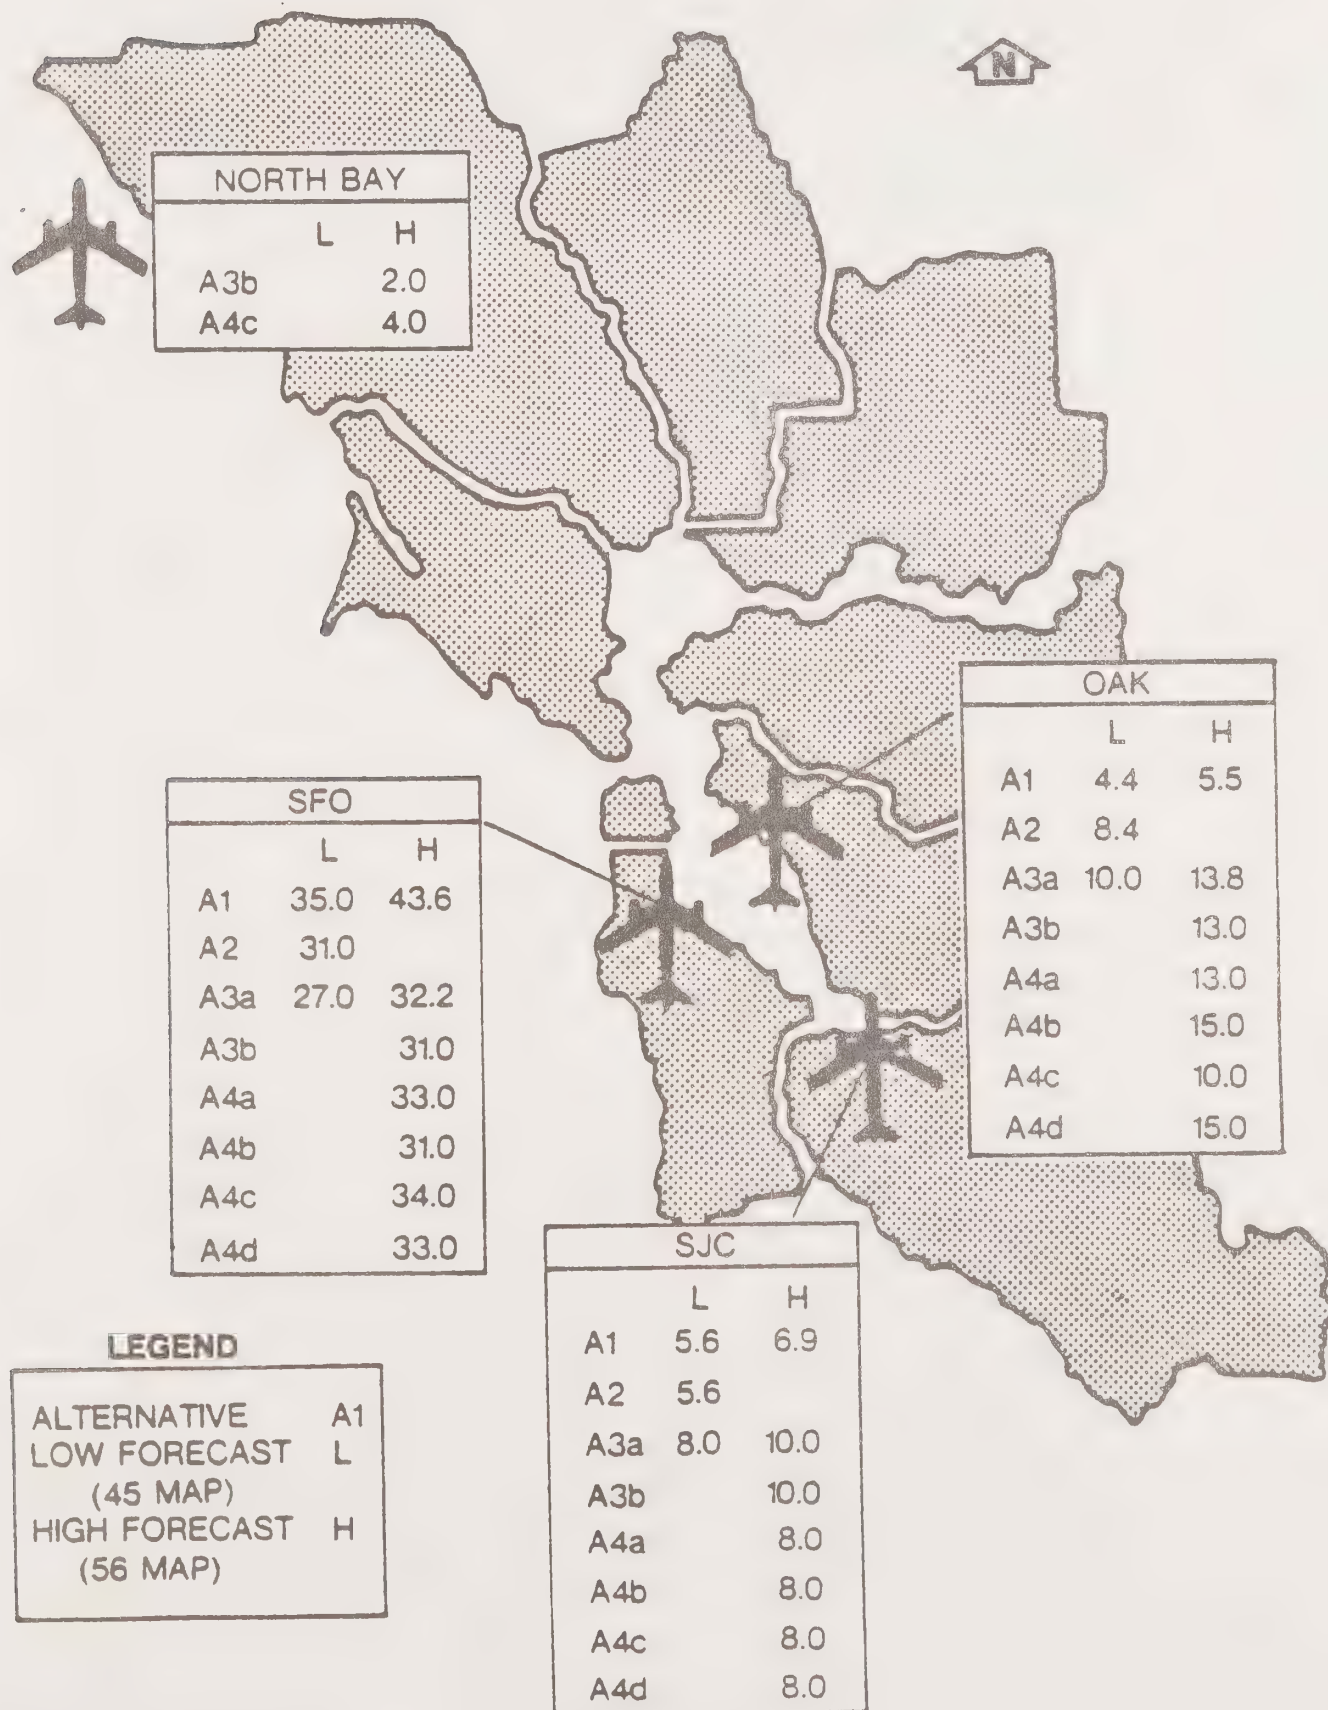 N
NORTH BAY
L H
A3b 2.0
A4c 4.0
OAK
L H
A1 4.4 5.5
A2 8.4
A3a 10.0 13.8
A3b 13.0
A4a 13.0
A4b 15.0
A4c 10.0
A4d 15.0
SFO
L H
A1 35.0 43.6
A2 31.0
A3a 27.0 32.2
A3b 31.0
A4a 33.0
A4b 31.0
A4c 34.0
A4d 33.0
SJC
L H
A1 5.6 6.9
A2 5.6
A3a 8.0 10.0
A3b 10.0
A4a 8.0
A4b 8.0
A4c 8.0
A4d 8.0
LEGEND
ALTERNATIVE A1
LOW FORECAST L
(45 MAP)
HIGH FORECAST H
(56 MAP)